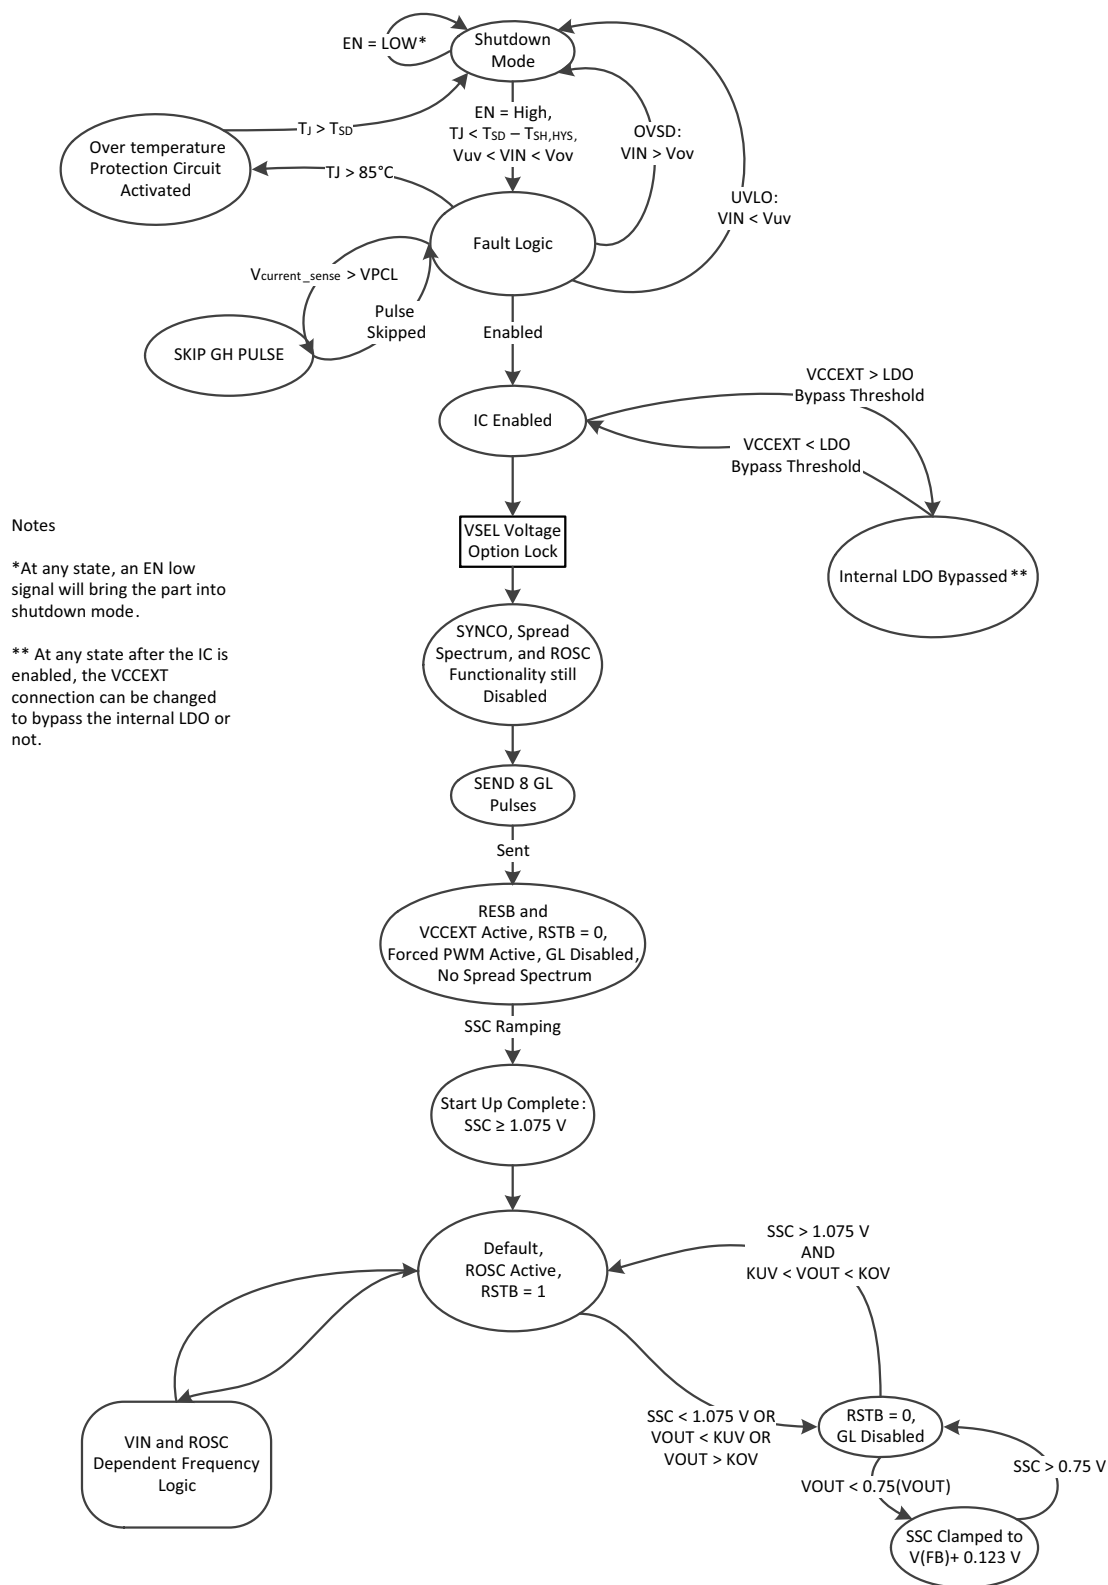 EN = LOW*
Shutdown
Mode
EN = High,
TJ < TSD – TSH,HYS,
Vuv < VIN < Vov
OVSD:
VIN > Vov
UVLO:
VIN < Vuv
TJ > TSD
Over temperature
Protection Circuit
Activated
TJ > 85°C
Fault Logic
Vcurrent_sense > VPCL
Pulse
Skipped
SKIP GH PULSE
Enabled
IC Enabled
VCCEXT > LDO
Bypass Threshold
VCCEXT < LDO
Bypass Threshold
Internal LDO Bypassed **
VSEL Voltage
Option Lock
Notes
*At any state, an EN low
signal will bring the part into
shutdown mode.
** At any state after the IC is
enabled, the VCCEXT
connection can be changed
to bypass the internal LDO or
not.
SYNCO, Spread
Spectrum, and ROSC
Functionality still
Disabled
SEND 8 GL
Pulses
Sent
RESB and
VCCEXT Active, RSTB = 0,
Forced PWM Active, GL Disabled,
No Spread Spectrum
SSC Ramping
Start Up Complete:
SSC ≥ 1.075 V
Default,
ROSC Active,
RSTB = 1
SSC > 1.075 V
AND
KUV < VOUT < KOV
VIN and ROSC
Dependent Frequency
Logic
SSC < 1.075 V OR
VOUT < KUV OR
VOUT > KOV
RSTB = 0,
GL Disabled
VOUT < 0.75(VOUT)
SSC > 0.75 V
SSC Clamped to
V(FB)+ 0.123 V